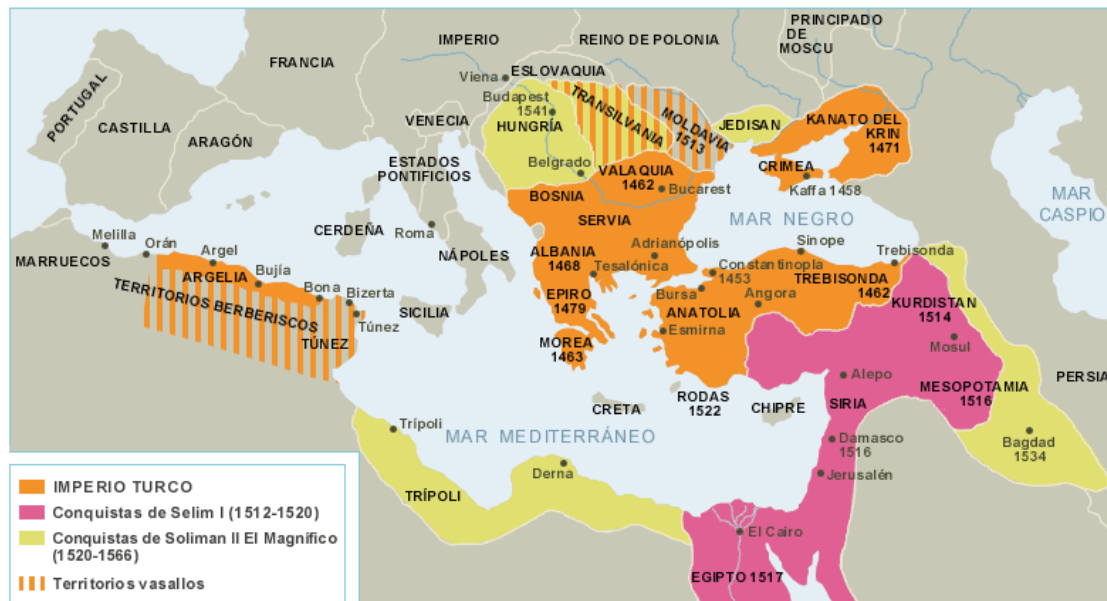 PRINCIPADO
DE
MOSCU
IMPERIO
REINO DE POLONIA
FRANCIA
ESLOVAQUIA
Viena
Budapest
1541
HUNGRÍA
TRANSILVANIA
MOLDAVIA
1513
JEDISAN
KANATO DEL
KRIN
1471
PORTUGAL
CASTILLA
ARAGÓN
VENECIA
ESTADOS
PONTIFICIOS
Belgrado
VALAQUIA
1462
Bucarest
CRIMEA
Kaffa 1458
BOSNIA
SERVIA
MAR NEGRO
MAR
CASPIO
CERDEÑA
Roma
NÁPOLES
Melilla
Orán
Argel
MARRUECOS
ARGELIA
Bujía
Bona
Bizerta
TERRITORIOS BERBERISCOS
Túnez
TÚNEZ
SICILIA
ALBANIA
1468
Adrianópolis
Tesalónica
Constantinopla
1453
Sinope
Trebisonda
TREBISONDA
1462
EPIRO
1479
Bursa
Angora
ANATOLIA
Esmirna
KURDISTAN
1514
Mosul
MOREA
1463
MESOPOTAMIA
1516
PERSIA
Alepo
CRETA
RODAS
1522
CHIPRE
SIRIA
Trípoli
MAR MEDITERRÁNEO
Damasco
1516
Bagdad
1534
Derna
Jerusalén
TRÍPOLI
El Cairo
EGIPTO 1517
IMPERIO TURCO
Conquistas de Selim I (1512-1520)
Conquistas de Soliman II El Magnífico
(1520-1566)
Territorios vasallos